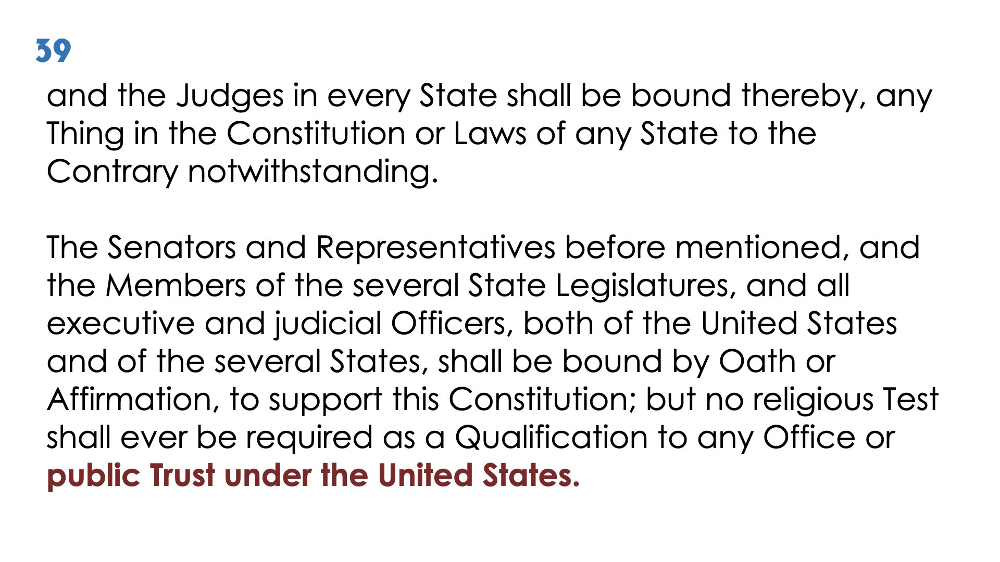 39
and the Judges in every State shall be bound thereby, any
Thing in the Constitution or Laws of any State to the
Contrary notwithstanding.
The Senators and Representatives before mentioned, and
the Members of the several State Legislatures, and all
executive and judicial Officers, both of the United States
and of the several States, shall be bound by Oath or
Affirmation, to support this Constitution; but no religious Test
shall ever be required as a Qualification to any Office or
public Trust under the United States.